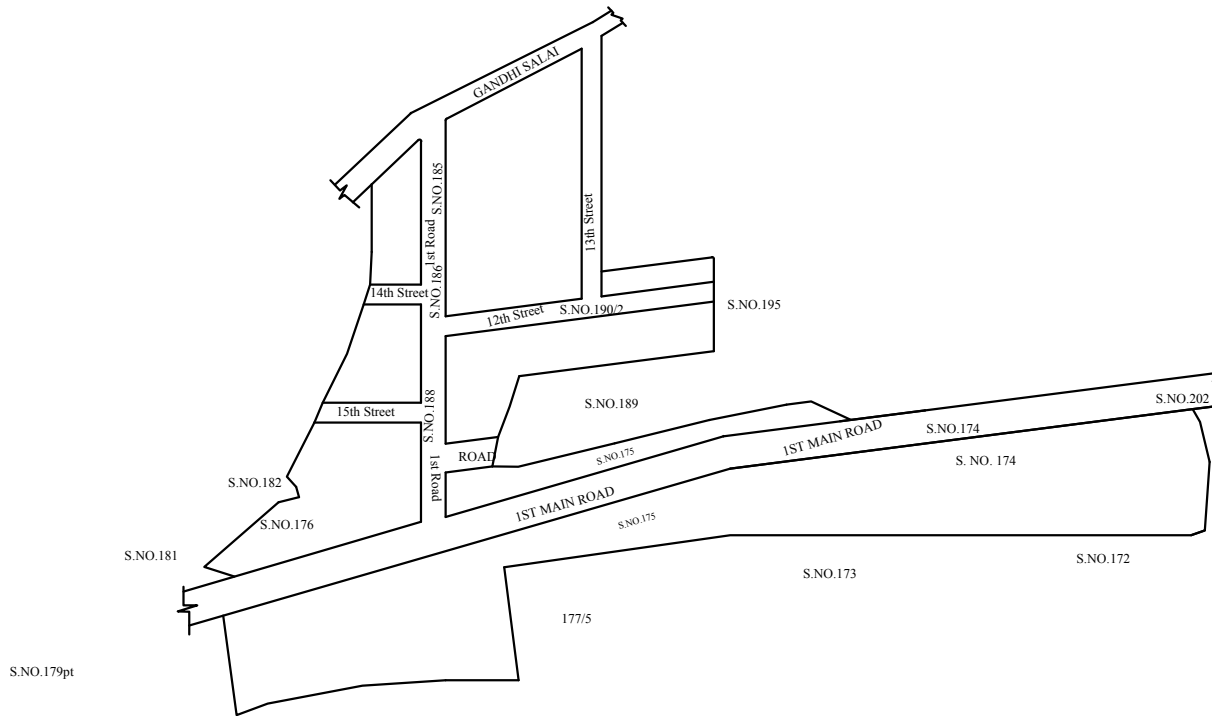 GANDHI SALAI
S.NO.185
1st Road
13th Street
14th Street
S.NO.186
12th Street
S.NO.190/2
S.NO.195
15th Street
S.NO.188
S.NO.189
S.NO.202
S.NO.174
1ST MAIN ROAD
ROAD
S.NO.175
S. NO. 174
1st Road
S.NO.182
1ST MAIN ROAD
S.NO.176
S.NO.175
S.NO.181
S.NO.172
S.NO.173
177/5
S.NO.179pt